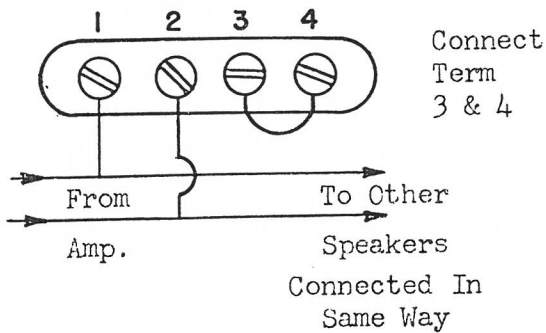 1 2 3 4
Connect
Term
3 & 4
From
Amp.
To Other
Speakers
Connected In
Same Way